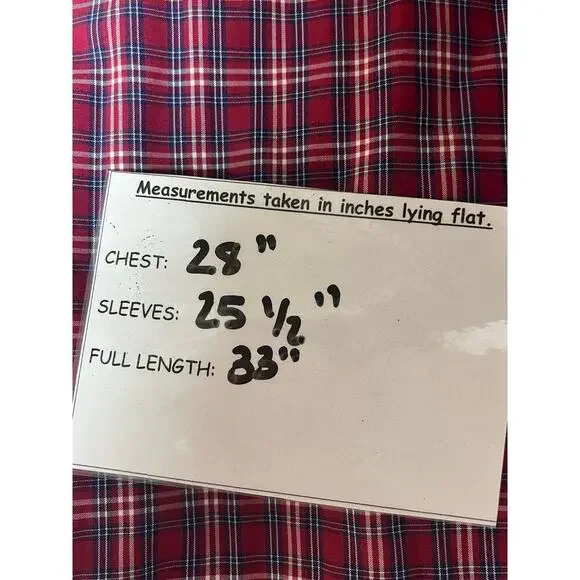 Measurements taken in inches lying flat.
CHEST: 28"
SLEEVES: 25 1/2"
FULL LENGTH: 33"